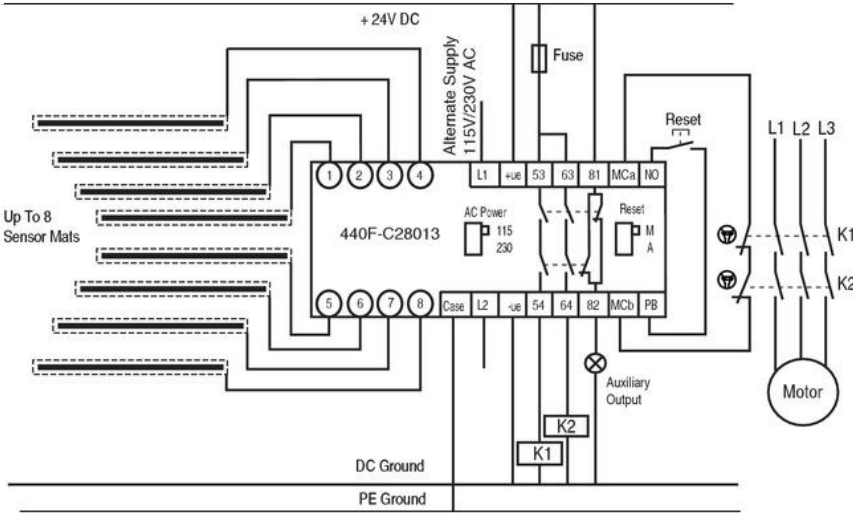 + 24V DC
Alternate Supply
115V/230V AC
Fuse
Reset
L1 L2 L3
1 2 3 4
L1 +ue 53 63 81 MCa NO
Up To 8
Sensor Mats
440F-C28013
AC Power
115
230
Reset
M
A
K1
K2
5 6 7 8
Case L2 -ue 54 64 82 MCb PB
Auxiliary
Output
Motor
K2
K1
DC Ground
PE Ground